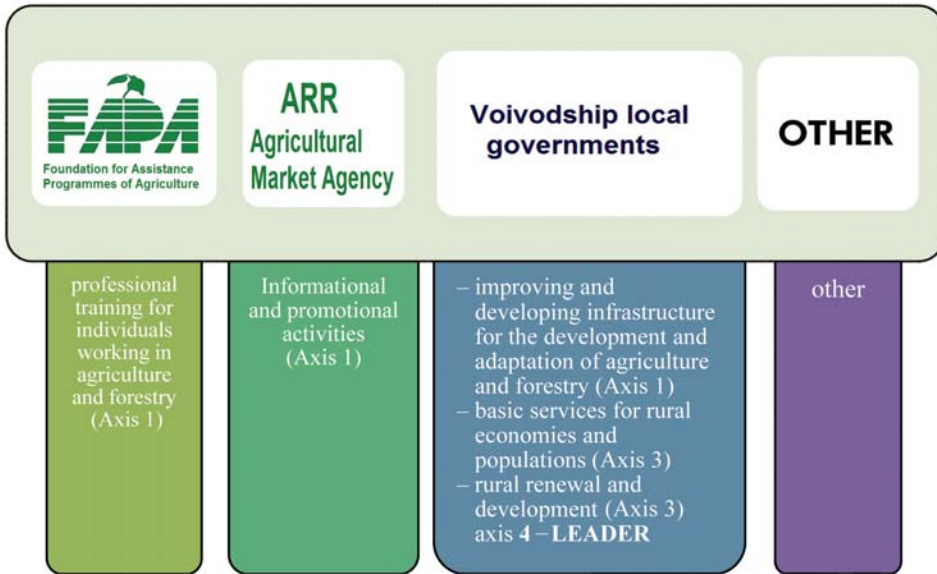 FAPA
Foundation for Assistance
Programmes of Agriculture
ARR
Agricultural
Market Agency
Voivodship local
governments
OTHER
professional
training for
individuals
working in
agriculture
and forestry
(Axis 1)
Informational
and promotional
activities
(Axis 1)
– improving and
developing infrastructure
for the development and
adaptation of agriculture
and forestry (Axis 1)
– basic services for rural
economies and
populations (Axis 3)
– rural renewal and
development (Axis 3)
axis 4 –LEADER
other